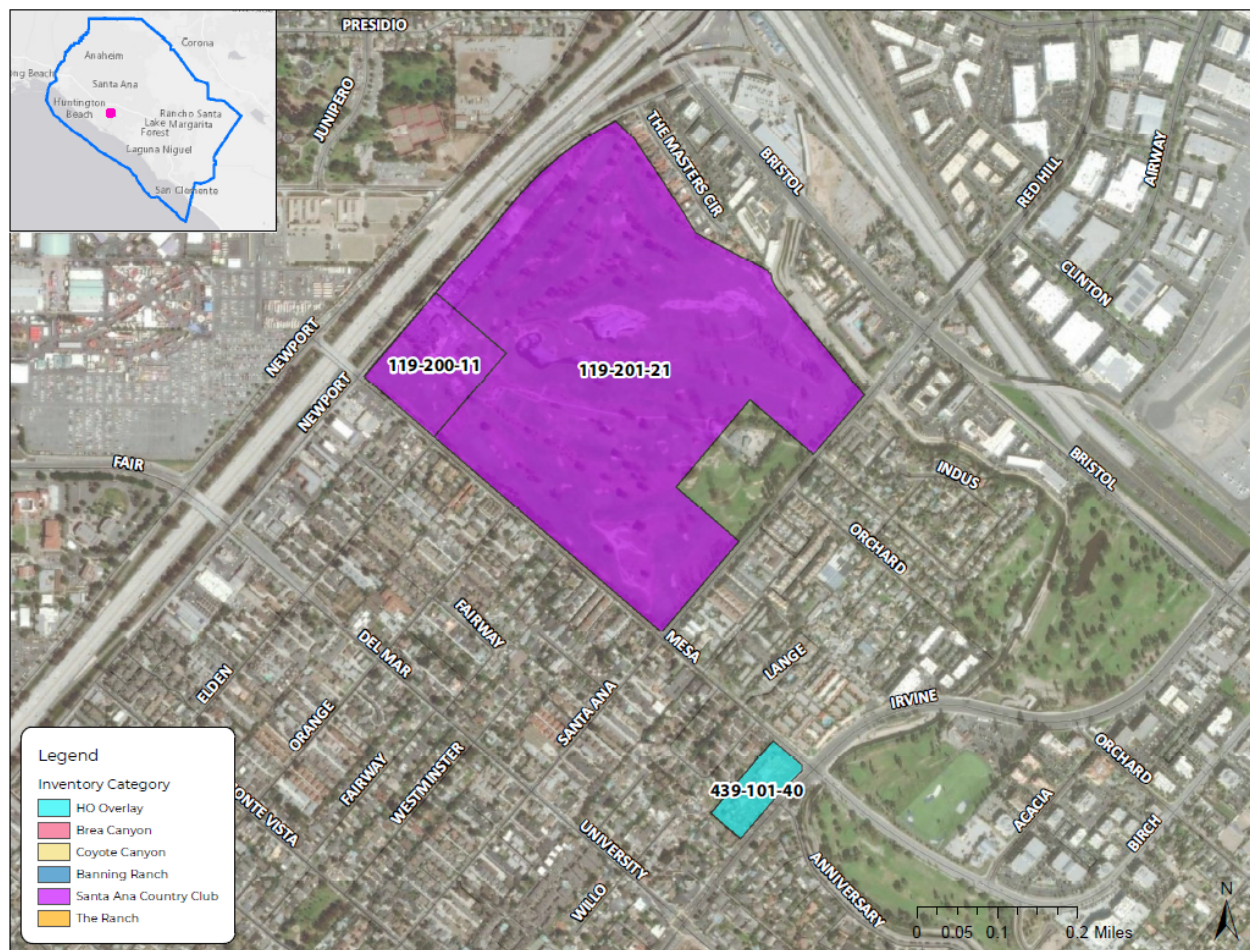 Corona
Anaheim
ng Beach
Santa Ana
Huntington
Beach
Rancho Santa
Margarita
Lake
Forest
Laguna Niguel
San Clemente
PRESIDIO
JUNIPERO
THE MASTERS CIR
BRISTOL
RED HILL
AIRWAY
CLINTON
NEWPORT
NEWPORT
119-200-11
119-201-21
FAIR
BRISTOL
INDUS
ORCHARD
FAIRWAY
DEL MAR
MESA
LANGE
ELDEN
SANTA ANA
IRVINE
ORANGE
ORCHARD
FAIRWAY
WESTMINSTER
439-101-40
ONTE VISTA
UNIVERSITY
ACACIA
BIRCH
ANNIVERSARY
WILLO
Legend
Inventory Category
HO Overlay
Brea Canyon
Coyote Canyon
Banning Ranch
Santa Ana Country Club
The Ranch
N
0 0.05 0.1 0.2 Miles